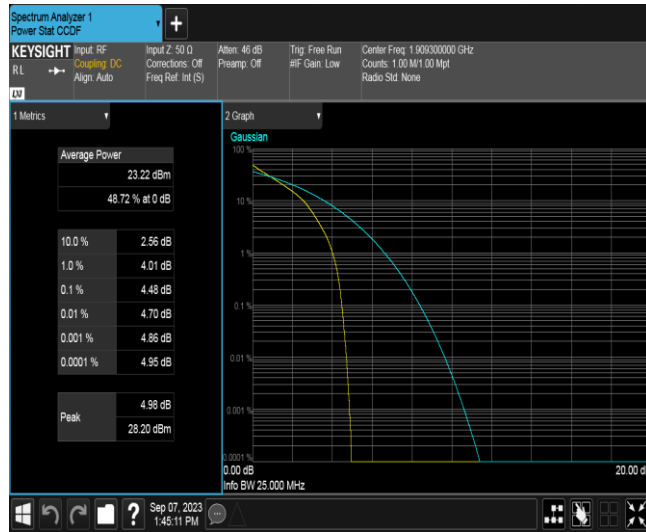 Spectrum Analyzer 1
Power Stat CCDF
+
KEYSIGHT
RL
LXI
Input: RF
Coupling: DC
Align: Auto
Input Z: 50 Ω
Corrections: Off
Freq Ref: Int (S)
Atten: 46 dB
Preamp: Off
Trig: Free Run
#IF Gain: Low
Center Freq: 1.909300000 GHz
Counts: 1.00 M/1.00 Mpt
Radio Std: None
1 Metrics
Average Power
23.22 dBm
48.72 % at 0 dB
10.0 % 2.56 dB
1.0 % 4.01 dB
0.1 % 4.48 dB
0.01 % 4.70 dB
0.001 % 4.86 dB
0.0001 % 4.95 dB
Peak
4.98 dB
28.20 dBm
2 Graph
Gaussian
100 %
10 %
1 %
0.1 %
0.01 %
0.001 %
0.0001 %
0.00 dB
20.00 d
Info BW 25.000 MHz
?
Sep 07, 2023
1:45:11 PM